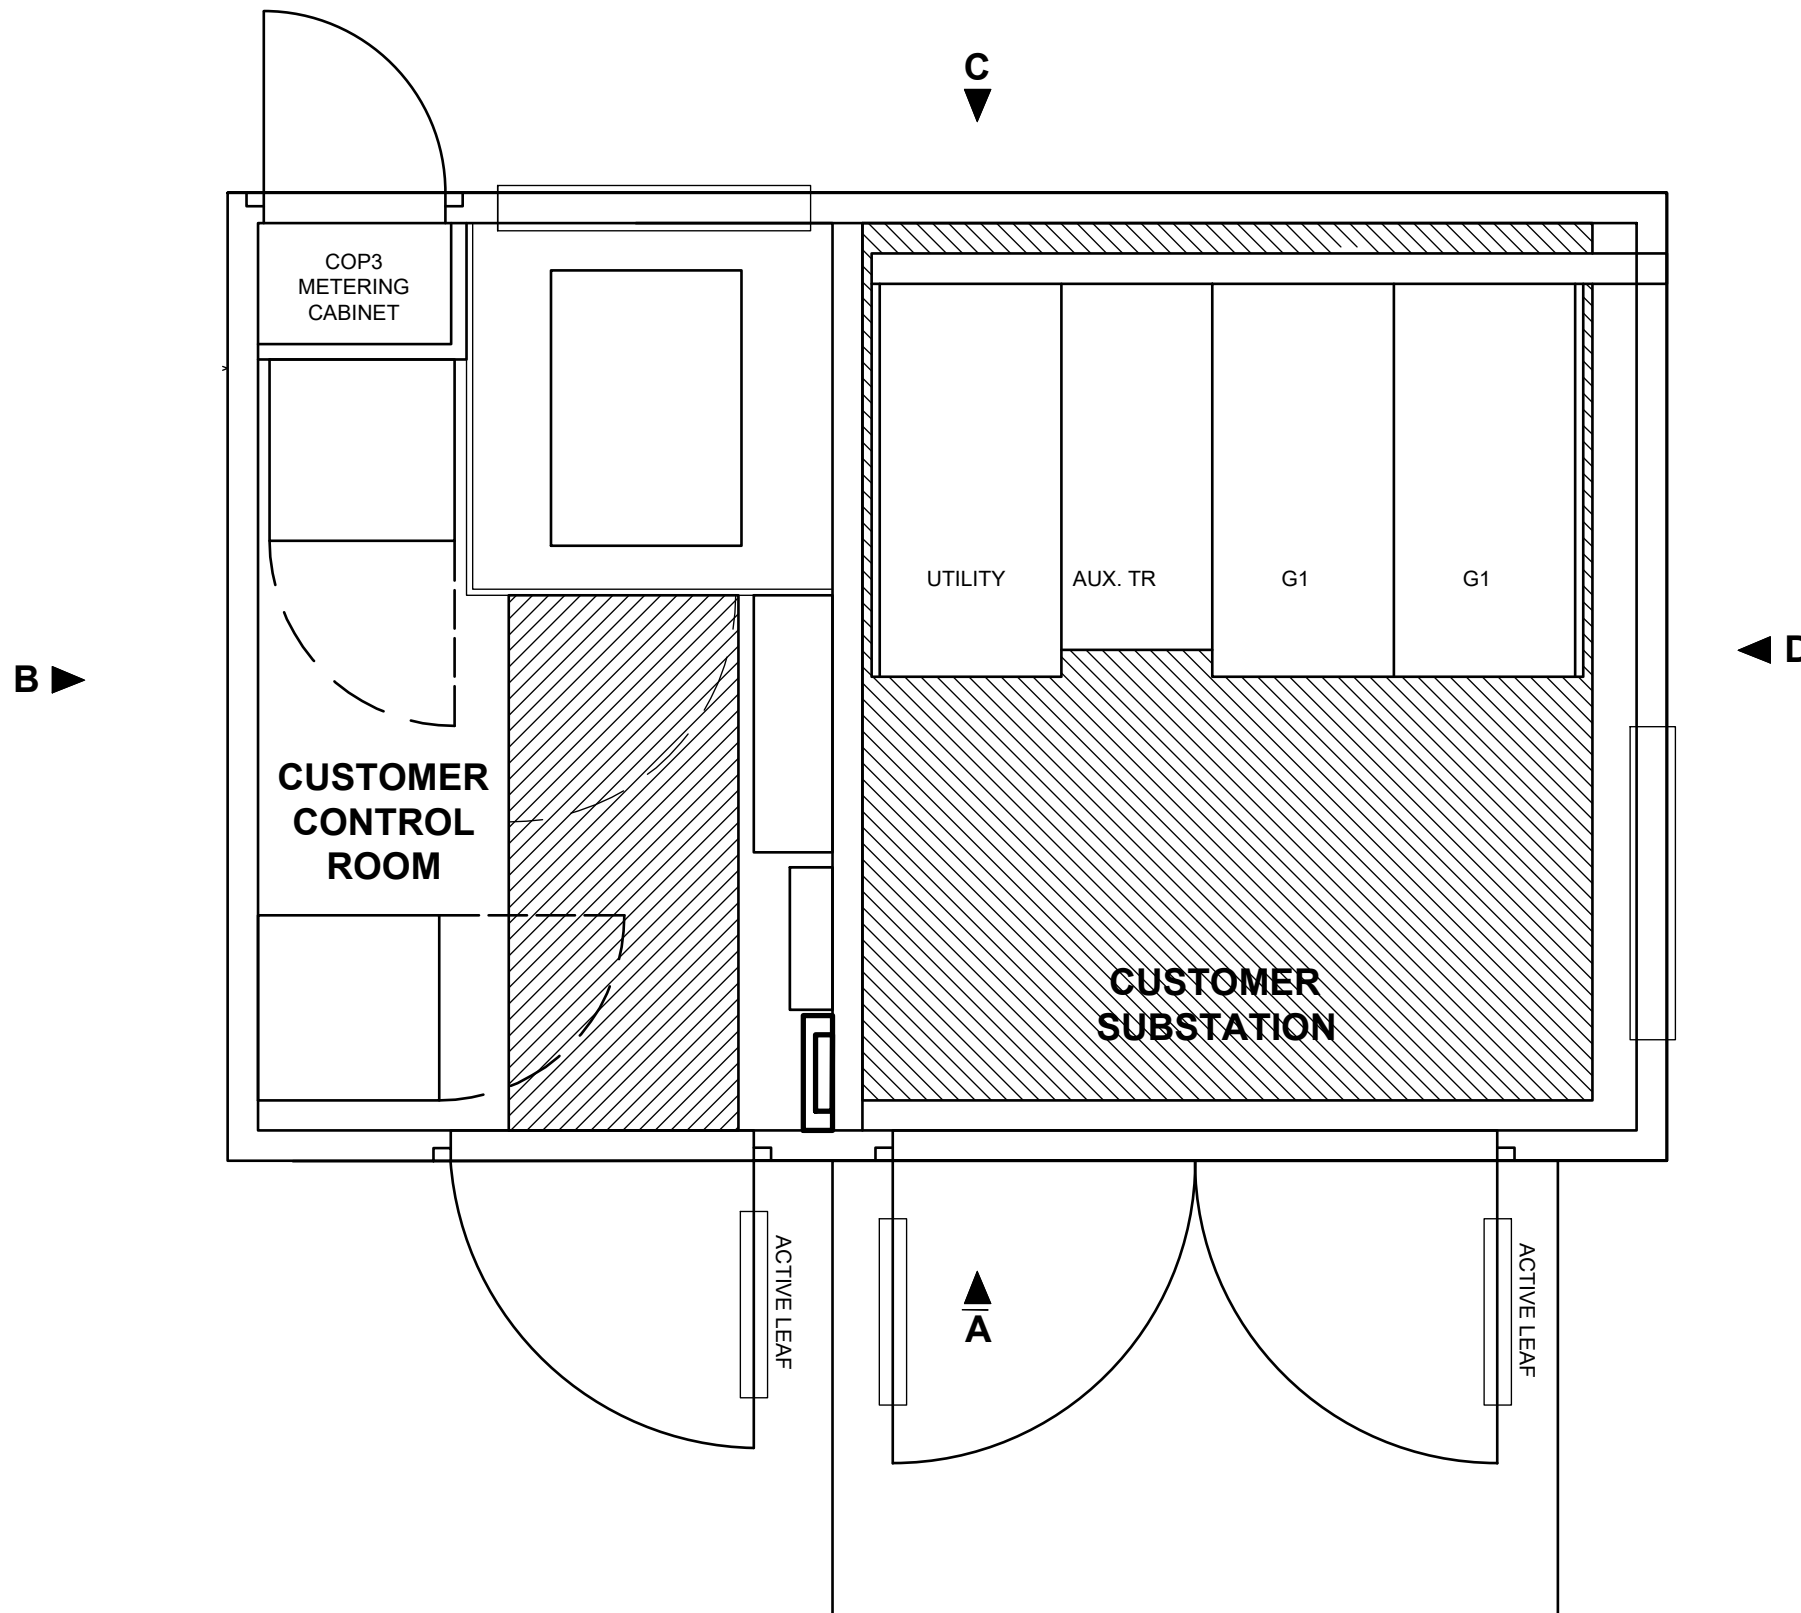 C
COP3
METERING
CABINET
UTILITY
AUX. TR
G1
G1
B
D
CUSTOMER
CONTROL
ROOM
CUSTOMER
SUBSTATION
ACTIVE LEAF
ACTIVE LEAF
A